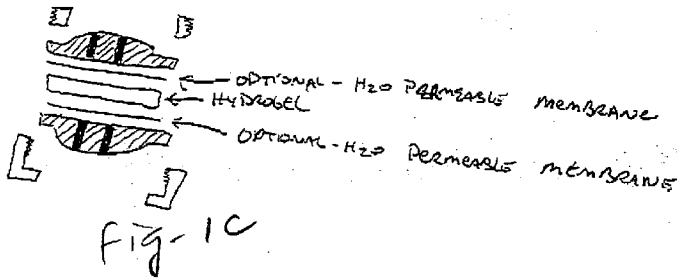 OPTIONAL - H2O PERMEABLE MEMBRANE
HYDROGEL
OPTIONAL - H2O PERMEABLE MEMBRANE
Fig-1C